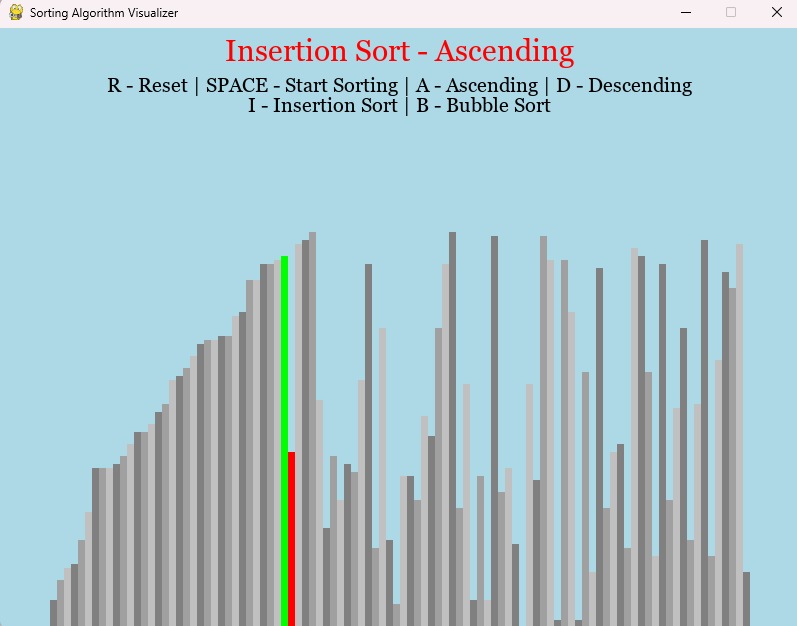 Sorting Algorithm Visualizer
Insertion Sort - Ascending
R - Reset | SPACE - Start Sorting | A - Ascending | D - Descending
I - Insertion Sort | B - Bubble Sort